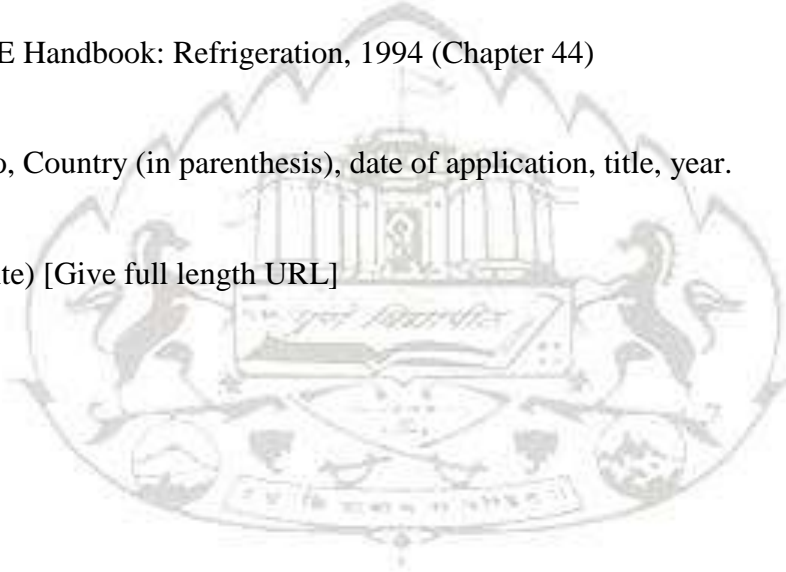 E Handbook: Refrigeration, 1994 (Chapter 44)
o, Country (in parenthesis), date of application, title, year.
te) [Give full length URL]